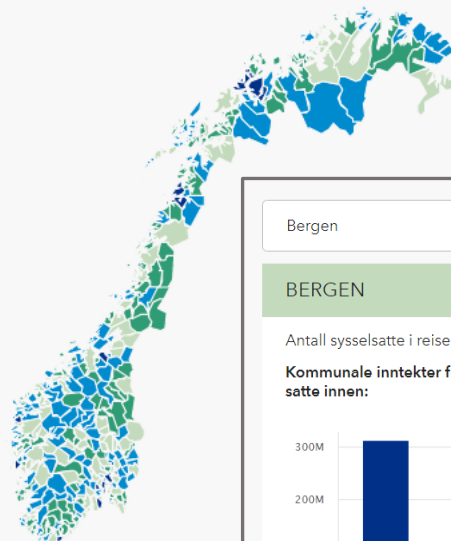 Bergen
BERGEN
Antall sysselsatte i reise
Kommunale inntekter f
satte innen:
300M
200M